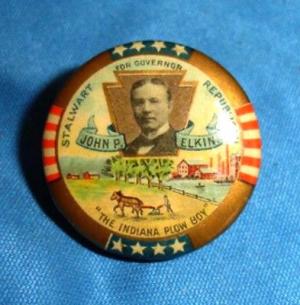 STALWART
FOR GOVERNOR
JOHN P.
ELKIN
"THE INDIANA PLOW BOY"